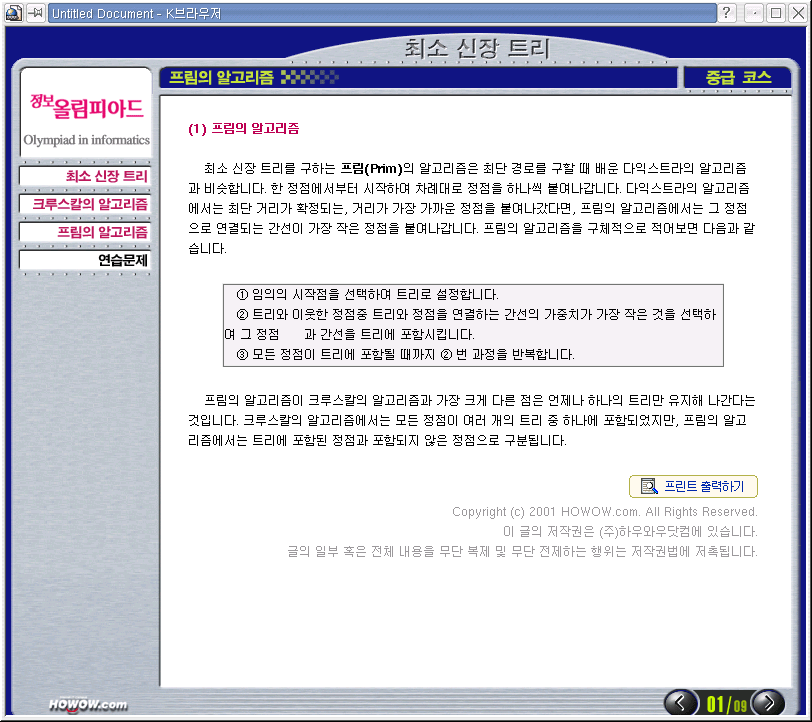 Untitled Document - K브라우저
?
최소 신장 트리
프림의 알고리즘
중급 코스
정보올림피아드
Olympiad in informatics
최소 신장 트리
크루스칼의 알고리즘
프림의 알고리즘
연습문제
(1) 프림의 알고리즘
최소 신장 트리를 구하는 프림(Prim)의 알고리즘은 최단 경로를 구할 때 배운 다익스트라의 알고리즘
과 비슷합니다. 한 정점에서부터 시작하여 차례대로 정점을 하나씩 붙여나갑니다. 다익스트라의 알고리즘
에서는 최단 거리가 확정되는, 거리가 가장 가까운 정점을 붙여나갔다면, 프림의 알고리즘에서는 그 정점
으로 연결되는 간선이 가장 작은 정점을 붙여나갑니다. 프림의 알고리즘을 구체적으로 적어보면 다음과 같
습니다.
① 임의의 시작점을 선택하여 트리로 설정합니다.
② 트리와 이웃한 정점중 트리와 정점을 연결하는 간선의 가중치가 가장 작은 것을 선택하
여 그 정점 과 간선을 트리에 포함시킵니다.
③ 모든 정점이 트리에 포함될 때까지 ② 번 과정을 반복합니다.
프림의 알고리즘이 크루스칼의 알고리즘과 가장 크게 다른 점은 언제나 하나의 트리만 유지해 나간다는
것입니다. 크루스칼의 알고리즘에서는 모든 정점이 여러 개의 트리 중 하나에 포함되었지만, 프림의 알고
리즘에서는 트리에 포함된 정점과 포함되지 않은 정점으로 구분됩니다.
프린트 출력하기
Copyright (c) 2001 HOWOW.com. All Rights Reserved.
이 글의 저작권은 (주)하우와우닷컴에 있습니다.
글의 일부 혹은 전체 내용을 무단 복제 및 무단 전제하는 행위는 저작권법에 저촉됩니다.
HOWOW.com
01/09